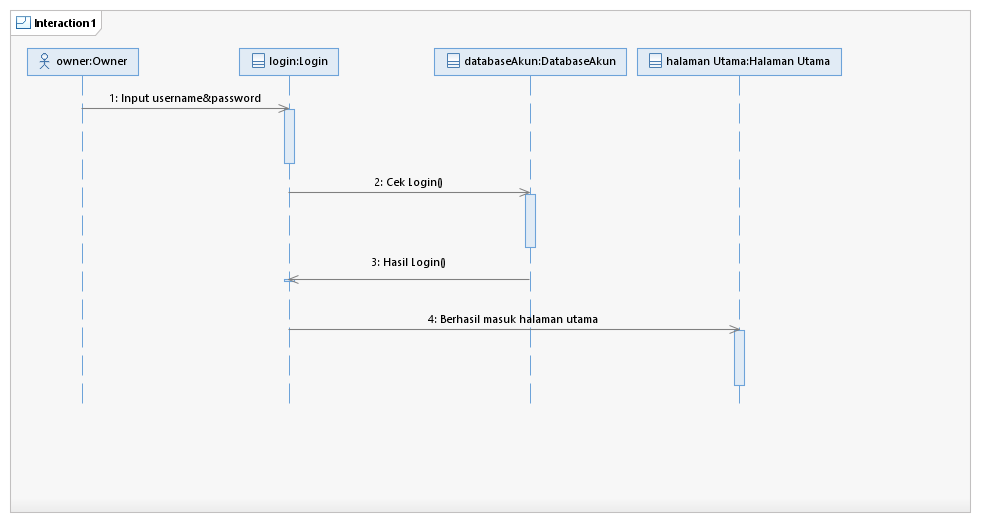 Interaction1
owner:Owner
login:Login
databaseAkun:DatabaseAkun
halaman Utama:Halaman Utama
1: Input username&password
2: Cek Login()
3: Hasil Login()
4: Berhasil masuk halaman utama